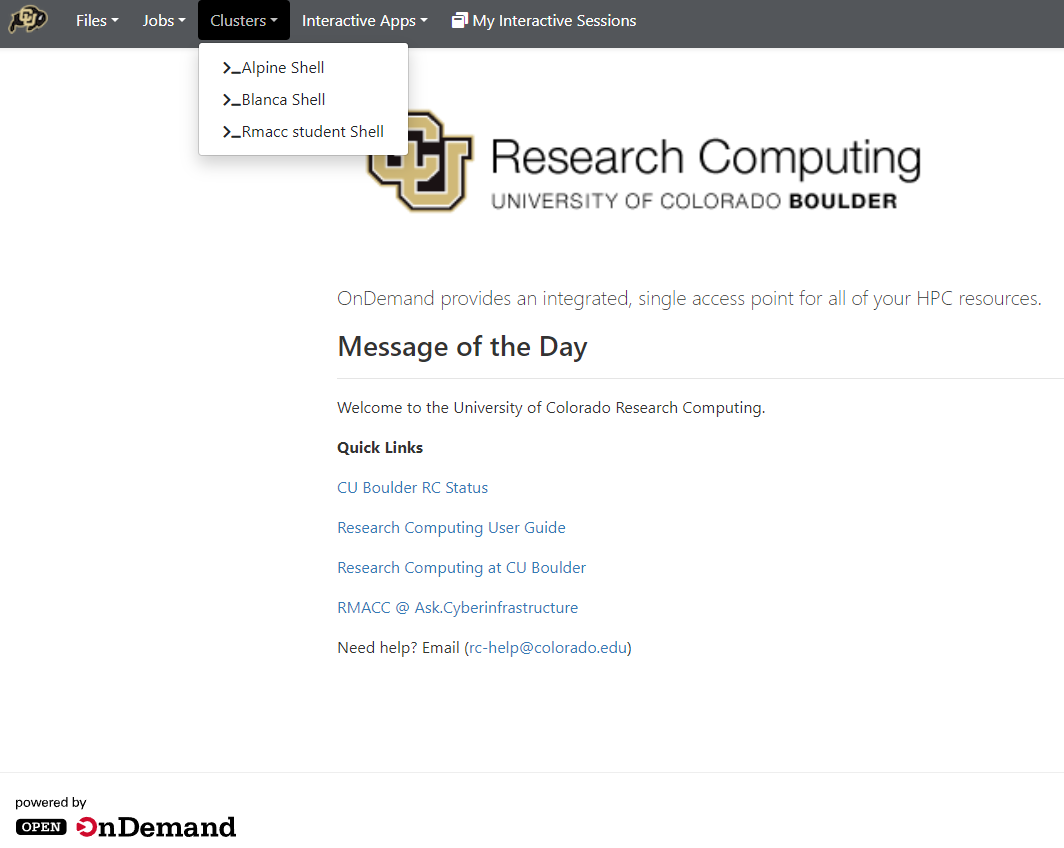 Files Jobs Clusters Interactive Apps My Interactive Sessions
>_Alpine Shell
>_Blanca Shell
>_Rmacc student Shell
CU
Research Computing
UNIVERSITY OF COLORADO BOULDER
OnDemand provides an integrated, single access point for all of your HPC resources.
Message of the Day
Welcome to the University of Colorado Research Computing.
Quick Links
CU Boulder RC Status
Research Computing User Guide
Research Computing at CU Boulder
RMACC @ Ask.Cyberinfrastructure
Need help? Email (rc-help@colorado.edu)
powered by
OPEN OnDemand